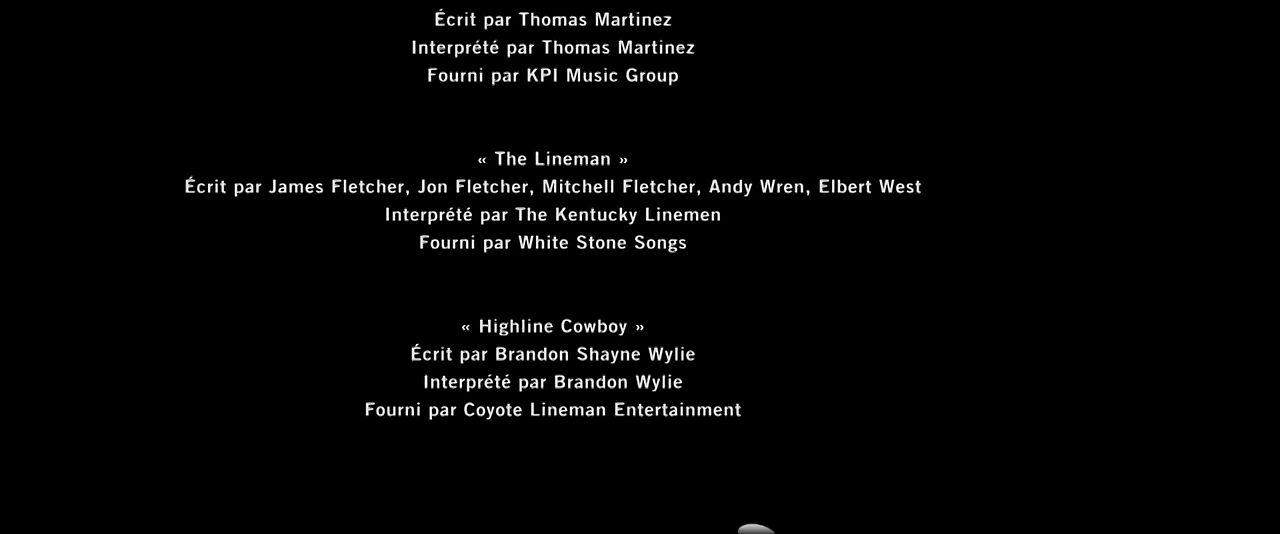 Écrit par Thomas Martinez
Interprété par Thomas Martinez
Fourni par KPI Music Group
« The Lineman »
Écrit par James Fletcher, Jon Fletcher, Mitchell Fletcher, Andy Wren, Elbert West
Interprété par The Kentucky Linemen
Fourni par White Stone Songs
« Highline Cowboy »
Écrit par Brandon Shayne Wylie
Interprété par Brandon Wylie
Fourni par Coyote Lineman Entertainment